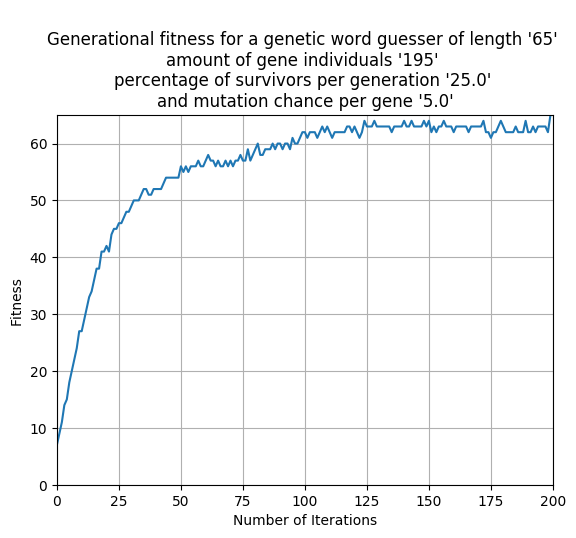 Generational fitness for a genetic word guesser of length '65'
amount of gene individuals '195'
percentage of survivors per generation '25.0'
and mutation chance per gene '5.0'
60
50
40
30
20
10
0
Fitness
0 25 50 75 100 125 150 175 200
Number of Iterations